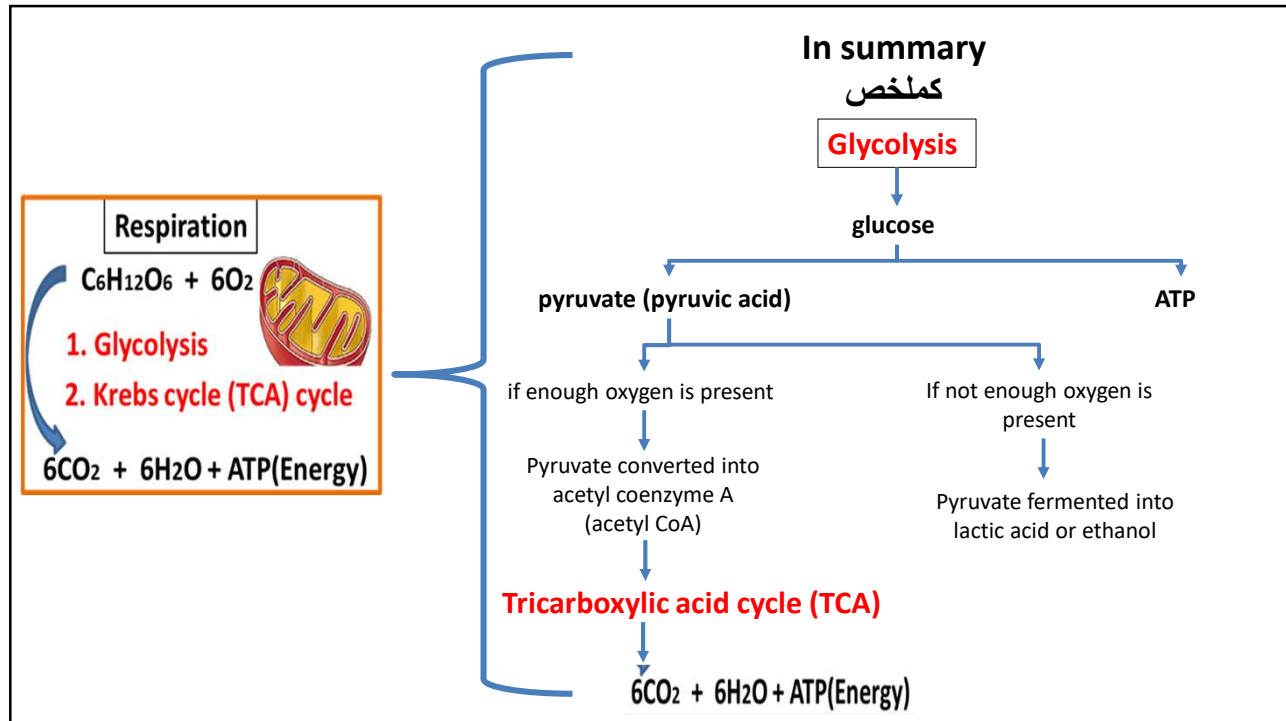 In summary
كملخص
Glycolysis
glucose
pyruvate (pyruvic acid)
ATP
if enough oxygen is present
If not enough oxygen is
present
Pyruvate converted into
acetyl coenzyme A
(acetyl CoA)
Pyruvate fermented into
lactic acid or ethanol
Tricarboxylic acid cycle (TCA)
6CO2 + 6H2O + ATP(Energy)
Respiration
C6H12O6 + 6O2
1. Glycolysis
2. Krebs cycle (TCA) cycle
6CO2 + 6H2O + ATP(Energy)